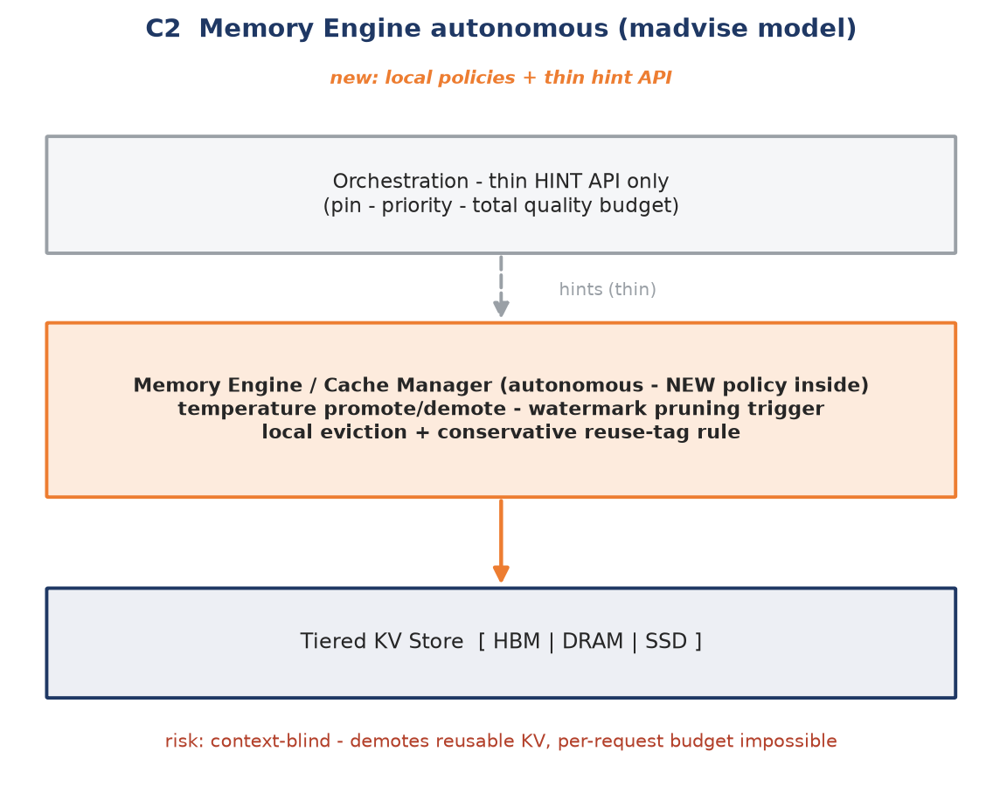 C2  Memory Engine autonomous (madvise model)
new: local policies + thin hint API
Orchestration - thin HINT API only
(pin - priority - total quality budget)
hints (thin)
Memory Engine / Cache Manager (autonomous - NEW policy inside)
temperature promote/demote - watermark pruning trigger
local eviction + conservative reuse-tag rule
Tiered KV Store  [ HBM | DRAM | SSD ]
risk: context-blind - demotes reusable KV, per-request budget impossible